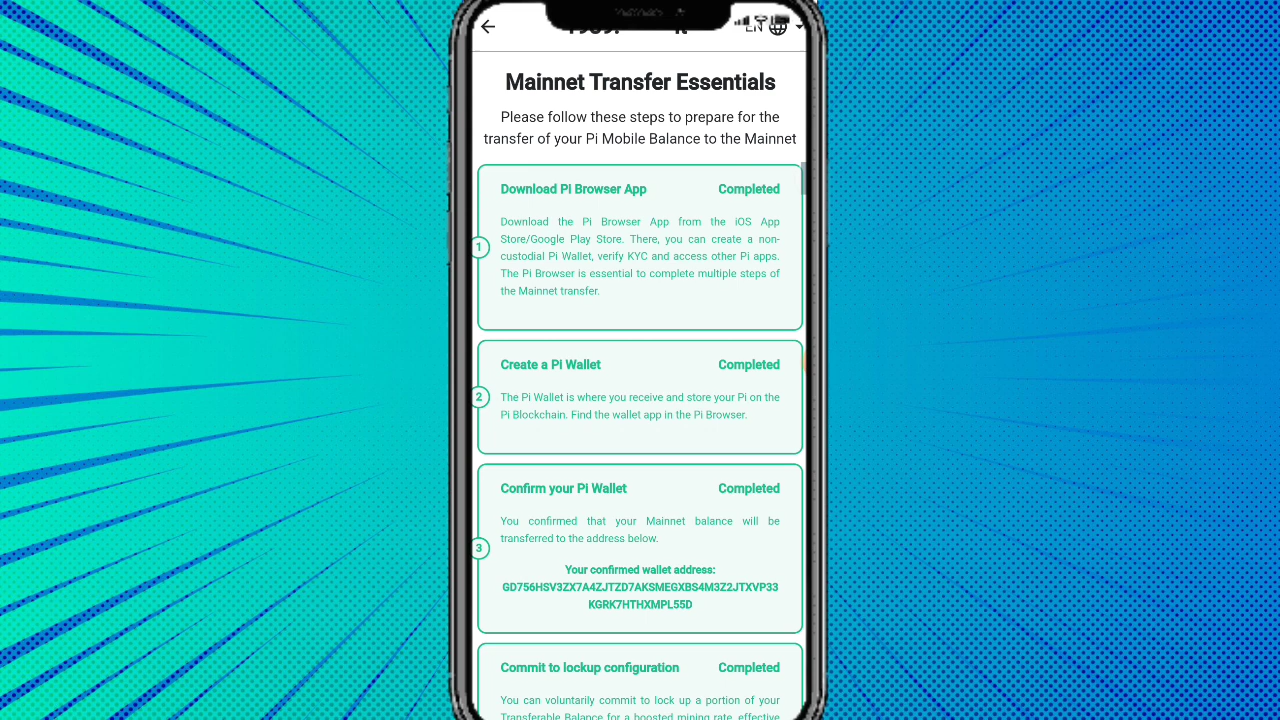 EN
Mainnet Transfer Essentials
Please follow these steps to prepare for the
transfer of your Pi Mobile Balance to the Mainnet
Download Pi Browser App Completed
Download the Pi Browser App from the iOS App
Store/Google Play Store. There, you can create a non-
custodial Pi Wallet, verify KYC and access other Pi apps.
1
The Pi Browser is essential to complete multiple steps of
the Mainnet transfer.
Create a Pi Wallet Completed
2 The Pi Wallet is where you receive and store your Pi on the
Pi Blockchain. Find the wallet app in the Pi Browser.
Confirm your Pi Wallet Completed
You confirmed that your Mainnet balance will be
transferred to the address below.
3
Your confirmed wallet address:
GD756HSV3ZX7A4ZJTZD7AKSMEGXBS4M3Z2JTXVP33
KGRK7HTHXMPL55D
Commit to lockup configuration Completed
You can voluntarily commit to lock up a portion of your
Transferable Balance for a boosted mining rate, effective